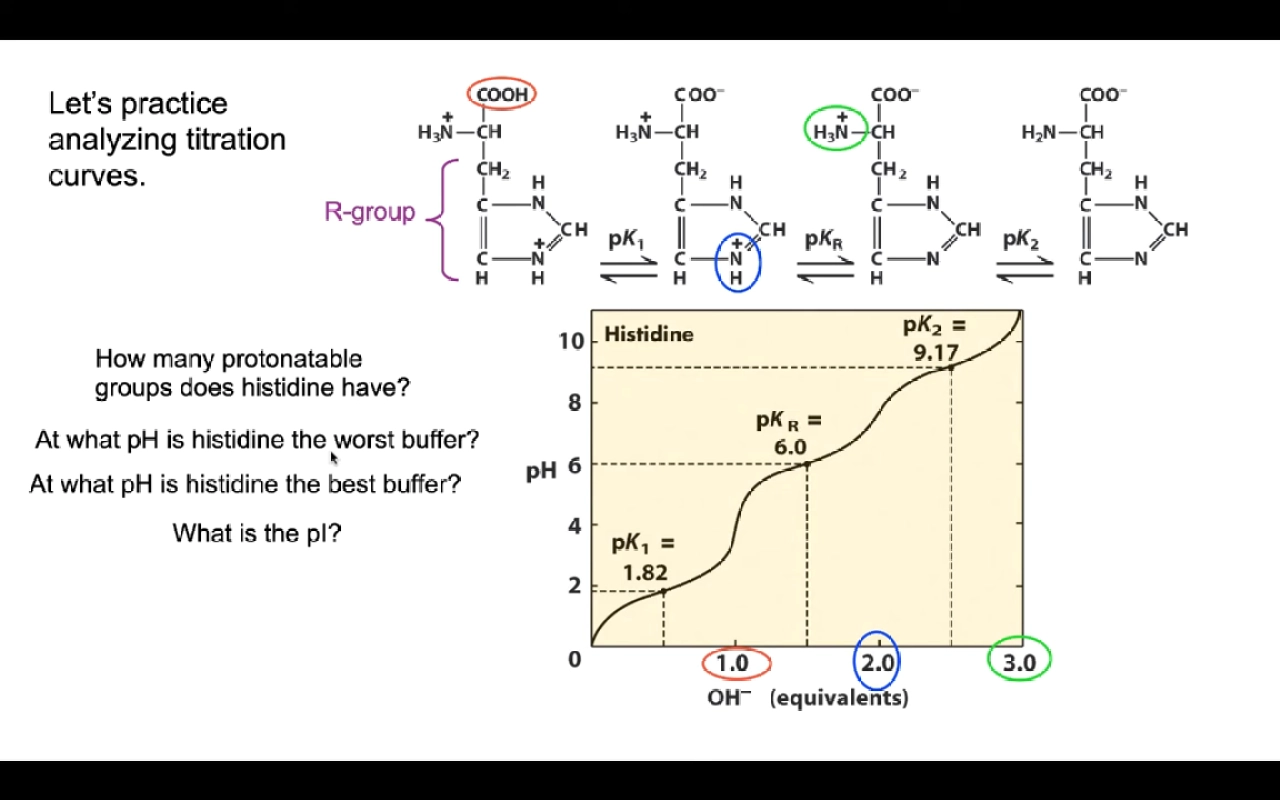 Let's practice
analyzing titration
curves.
COOH
+
H₃N—CH
CH₂
H
C N
CH
+
C N
H H
R-group
pK₁
COO⁻
+
H₃N—CH
CH₂
H
C N
CH
+
C N
H H
pKR
COO⁻
+
H₃N—CH
CH₂
H
C N
CH
C N
H
pK₂
COO⁻
H₂N—CH
CH₂
H
C N
CH
C N
H
How many protonatable
groups does histidine have?
At what pH is histidine the worst buffer?
At what pH is histidine the best buffer?
What is the pI?
Histidine
pK₂ =
9.17
pKR =
6.0
pK₁ =
1.82
pH
10
8
6
4
2
0
1.0 2.0 3.0
OH⁻ (equivalents)